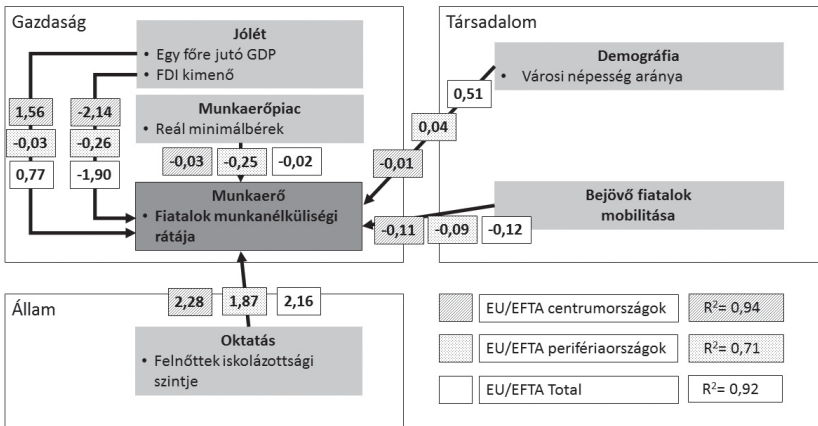 Gazdaság
Jólét
• Egy főre jutó GDP
• FDI kimenő
1,56
-0,03
0,77
-2,14
-0,26
-1,90
Munkaerőpiac
• Reál minimálbérek
-0,03
-0,25
-0,02
Munkaerő
• Fiatalok munkanélküliségi
rátája
Társadalom
Demográfia
• Városi népesség aránya
0,51
0,04
-0,01
Bejövő fiatalok
mobilitása
-0,11
-0,09
-0,12
Állam
2,28
1,87
2,16
Oktatás
• Felnőttek iskolázottsági
szintje
EU/EFTA centrumországok
R²= 0,94
EU/EFTA perifériaországok
R²= 0,71
EU/EFTA Total
R²= 0,92